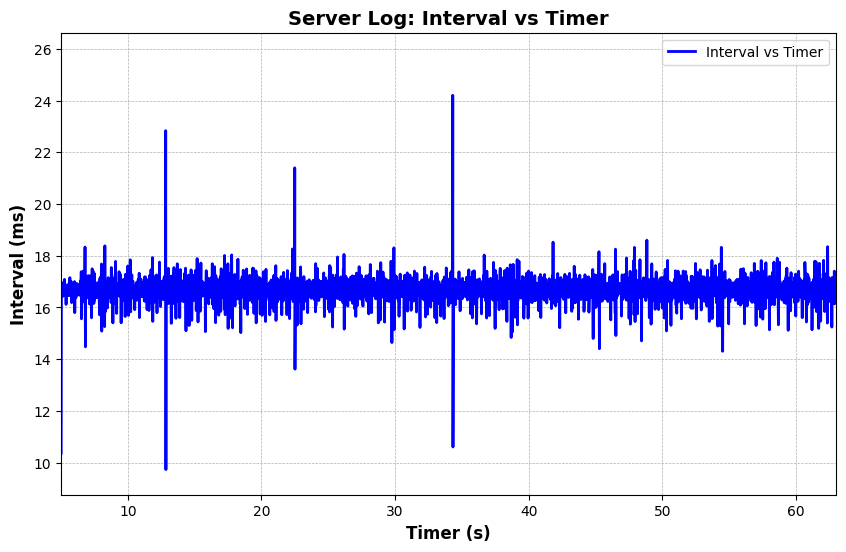 Server Log: Interval vs Timer
Interval vs Timer
26
24
22
20
18
16
14
12
10
Interval (ms)
10 20 30 40 50 60
Timer (s)